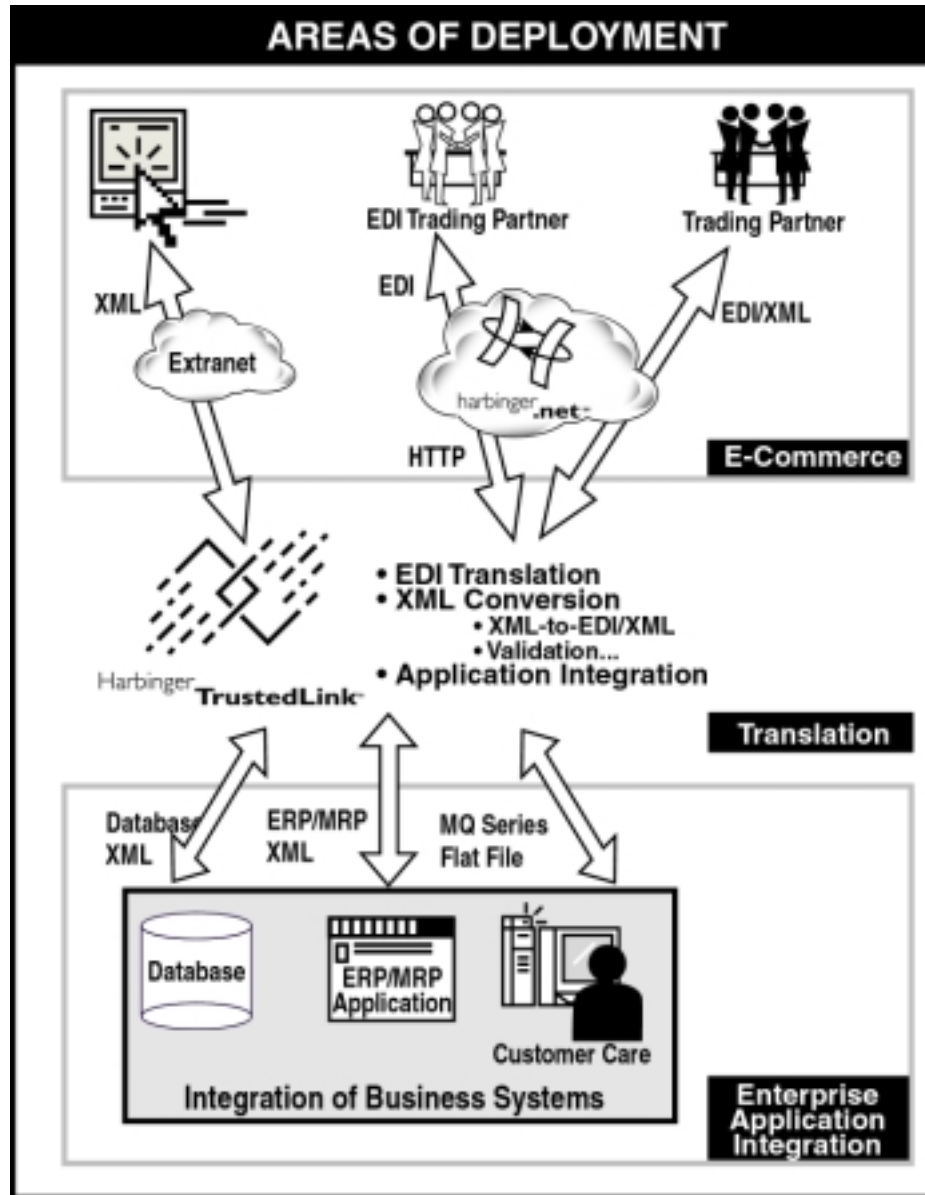 AREAS OF DEPLOYMENT
EDI Trading Partner
Trading Partner
XML
EDI
EDI/XML
Extranet
harbinger.net™
HTTP
E-Commerce
• EDI Translation
• XML Conversion
• XML-to-EDI/XML
• Validation...
• Application Integration
Harbinger
TrustedLink™
Translation
Database
XML
ERP/MRP
XML
MQ Series
Flat File
Database
ERP/MRP
Application
Customer Care
Integration of Business Systems
Enterprise
Application
Integration